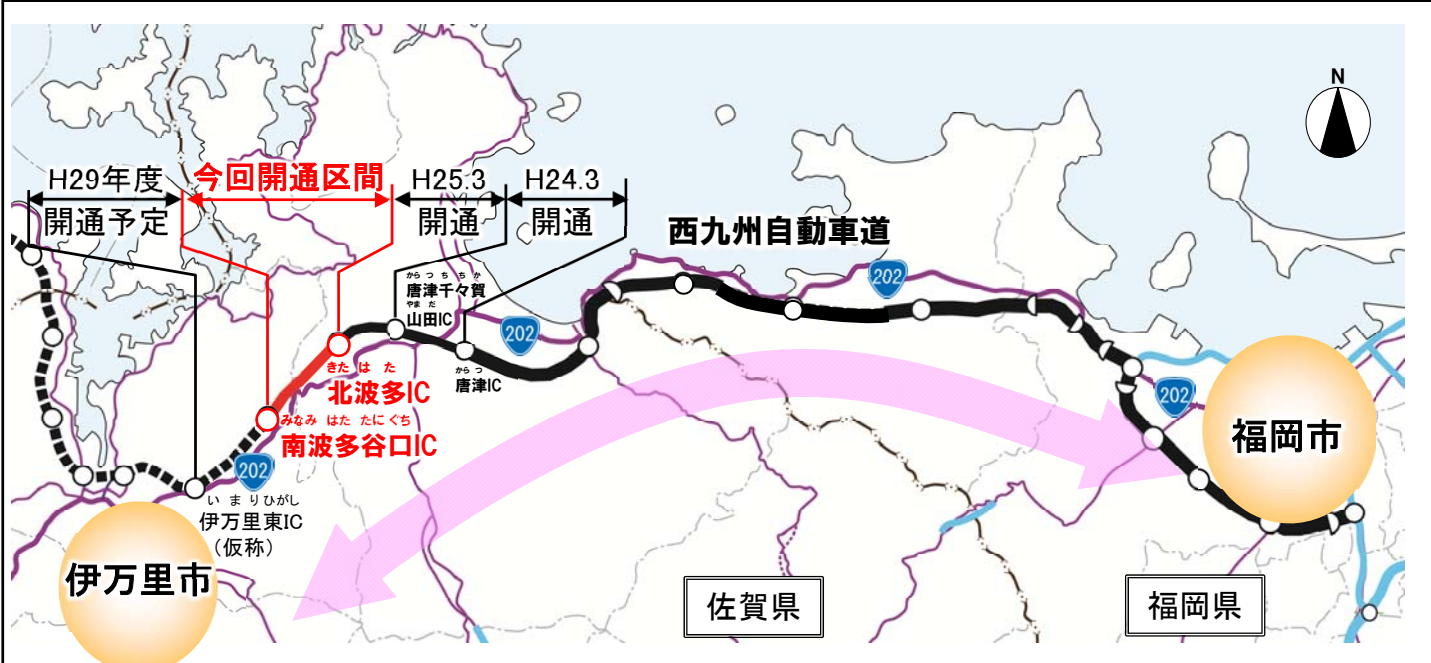 N
H29年度
開通予定
今回開通区間
H25.3
開通
H24.3
開通
西九州自動車道
202
からつちちか
唐津千々賀
やまだ
山田IC
202
からつ
唐津IC
きたはた
北波多IC
みなみはたたにぐち
南波多谷口IC
202
いまりひがし
伊万里東IC
(仮称)
202
福岡市
伊万里市
佐賀県
福岡県